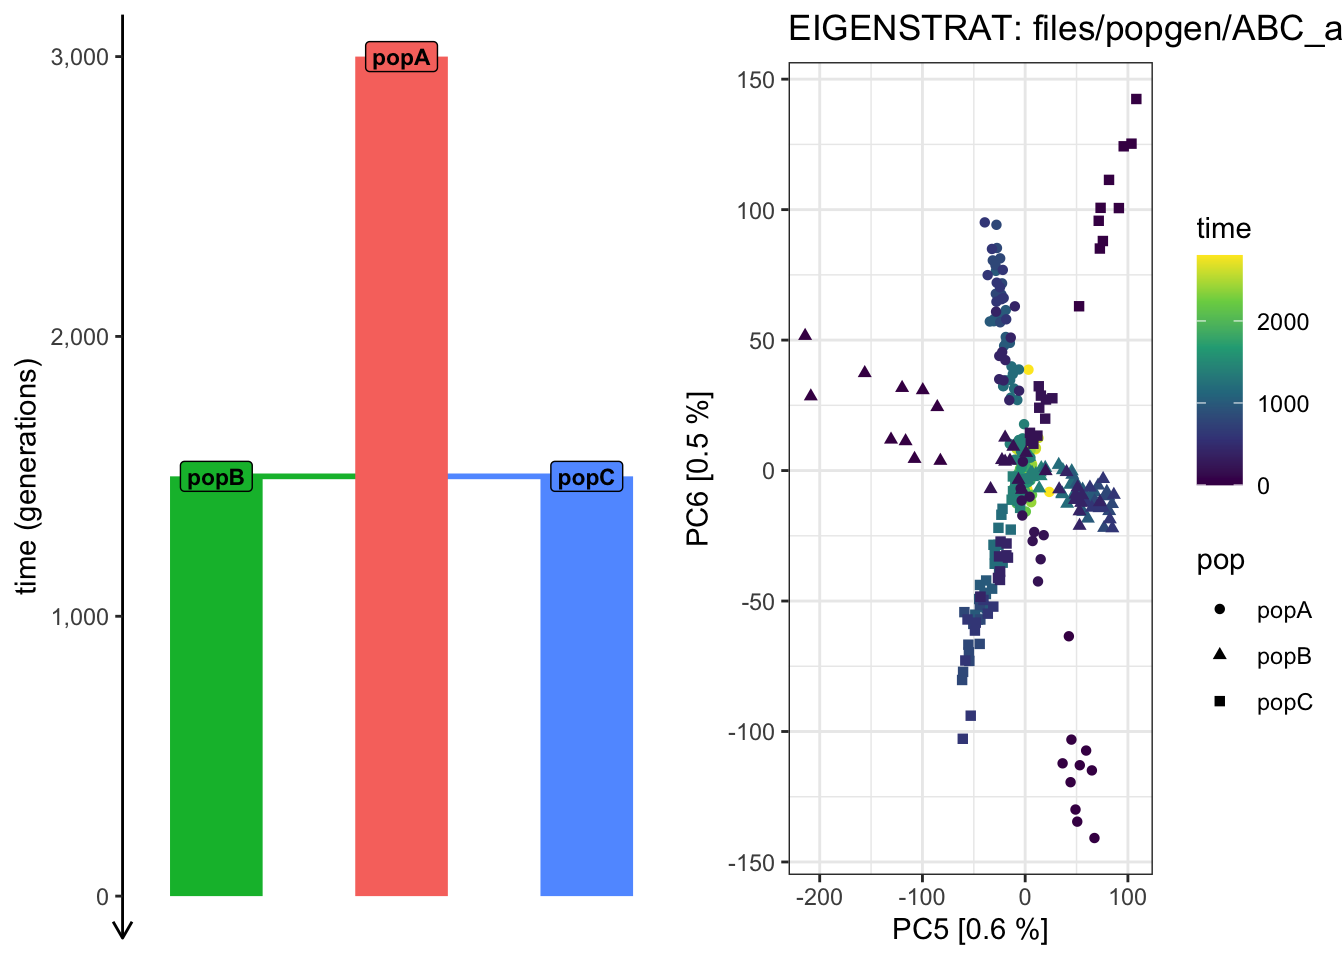 time (generations)
3,000
2,000
1,000
0
popA
popB
popC
EIGENSTRAT: files/popgen/ABC_a
PC6 [0.5 %]
150
100
50
0
-50
-100
-150
-200
-100
0
100
PC5 [0.6 %]
time
2000
1000
0
pop
popA
popB
popC